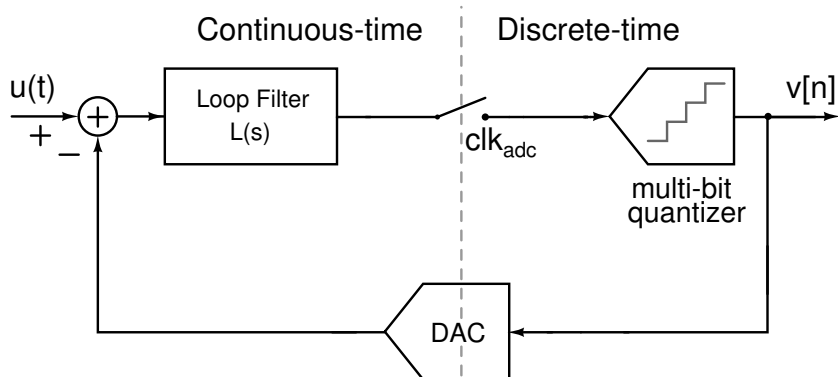 Continuous-time
Discrete-time
u(t)
+
+
−
Loop Filter
L(s)
clk_adc
v[n]
multi-bit
quantizer
DAC